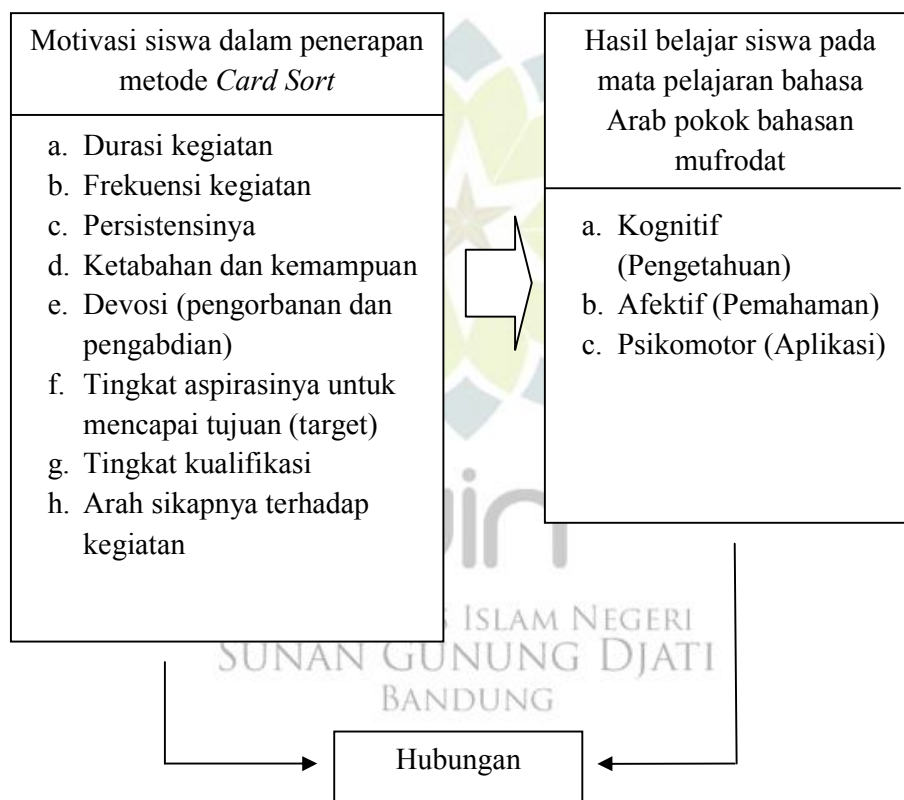 Motivasi siswa dalam penerapan
metode Card Sort
a. Durasi kegiatan
b. Frekuensi kegiatan
c. Persistensinya
d. Ketabahan dan kemampuan
e. Devosi (pengorbanan dan
pengabdian)
f. Tingkat aspirasinya untuk
mencapai tujuan (target)
g. Tingkat kualifikasi
h. Arah sikapnya terhadap
kegiatan
Hasil belajar siswa pada
mata pelajaran bahasa
Arab pokok bahasan
mufrodat
a. Kognitif
(Pengetahuan)
b. Afektif (Pemahaman)
c. Psikomotor (Aplikasi)
ISLAM NEGERI
SUNAN GUNUNG DJATI
BANDUNG
Hubungan